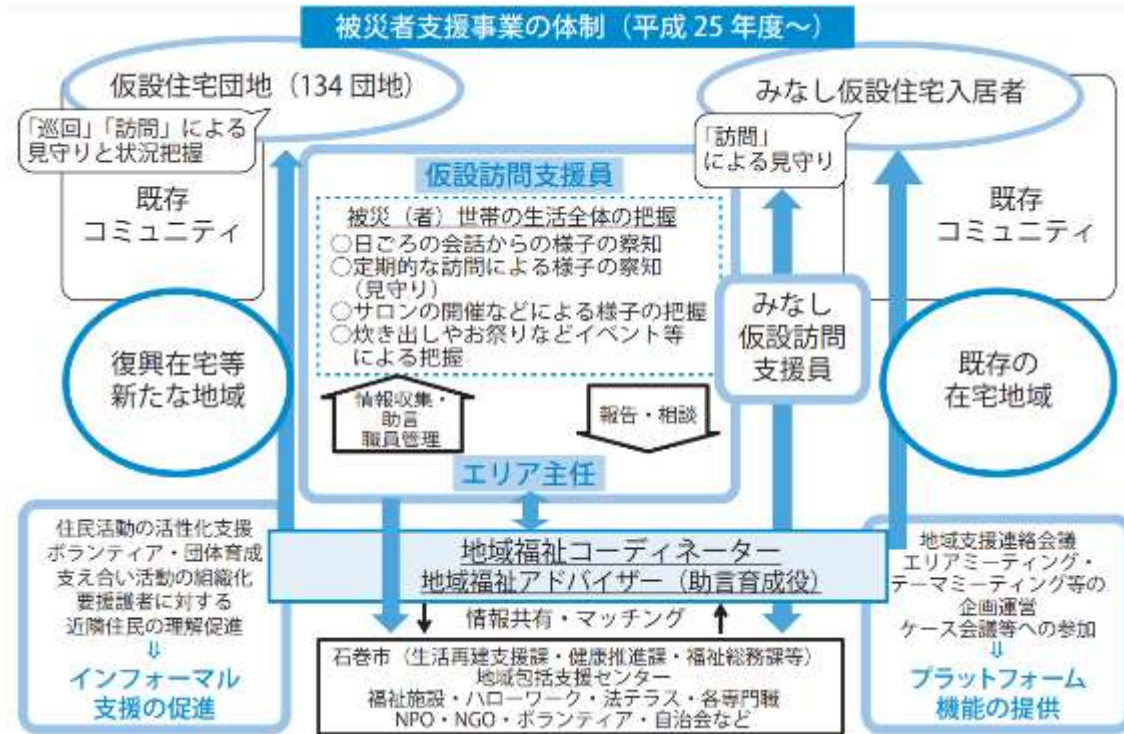 被災者支援事業の体制（平成25年度～）
仮設住宅団地（134団地）
「巡回」「訪問」による
見守りと状況把握
既存
コミュニティ
復興在宅等
新たな地域
仮設訪問支援員
被災（者）世帯の生活全体の把握
○日ごろの会話からの様子の察知
○定期的な訪問による様子の察知
（見守り）
○サロンの開催などによる様子の把握
○炊き出しやお祭りなどイベント等
による把握
情報収集・
助言
職員管理
報告・相談
エリア主任
みなし仮設住宅入居者
「訪問」
による見守り
既存
コミュニティ
みなし
仮設訪問
支援員
既存の
在宅地域
住民活動の活性化支援
ボランティア・団体育成
支え合い活動の組織化
要援護者に対する
近隣住民の理解促進
⇩
インフォーマル
支援の促進
地域福祉コーディネーター
地域福祉アドバイザー（助言育成役）
情報共有・マッチング
石巻市（生活再建支援課・健康推進課・福祉総務課等）
地域包括支援センター
福祉施設・ハローワーク・法テラス・各専門職
NPO・NGO・ボランティア・自治会など
地域支援連絡会議
エリアミーティング・
テーマミーティング等の
企画運営
ケース会議等への参加
⇩
プラットフォーム
機能の提供